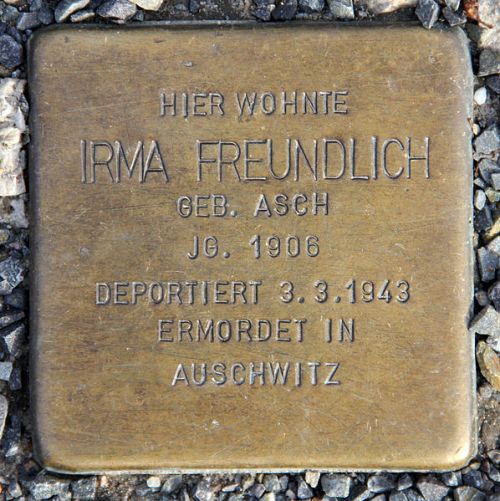 HIER WOHNTE
IRMA FREUNDLICH
GEB. ASCH
JG. 1906
DEPORTIERT 3.3.1943
ERMORDET IN
AUSCHWITZ